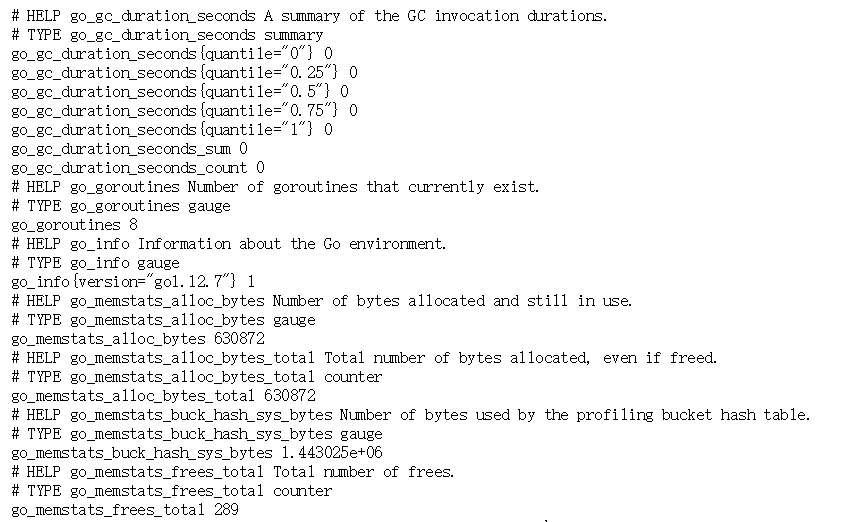 # HELP go_gc_duration_seconds A summary of the GC invocation durations.
# TYPE go_gc_duration_seconds summary
go_gc_duration_seconds{quantile="0"} 0
go_gc_duration_seconds{quantile="0.25"} 0
go_gc_duration_seconds{quantile="0.5"} 0
go_gc_duration_seconds{quantile="0.75"} 0
go_gc_duration_seconds{quantile="1"} 0
go_gc_duration_seconds_sum 0
go_gc_duration_seconds_count 0
# HELP go_goroutines Number of goroutines that currently exist.
# TYPE go_goroutines gauge
go_goroutines 8
# HELP go_info Information about the Go environment.
# TYPE go_info gauge
go_info{version="go1.12.7"} 1
# HELP go_memstats_alloc_bytes Number of bytes allocated and still in use.
# TYPE go_memstats_alloc_bytes gauge
go_memstats_alloc_bytes 630872
# HELP go_memstats_alloc_bytes_total Total number of bytes allocated, even if freed.
# TYPE go_memstats_alloc_bytes_total counter
go_memstats_alloc_bytes_total 630872
# HELP go_memstats_buck_hash_sys_bytes Number of bytes used by the profiling bucket hash table.
# TYPE go_memstats_buck_hash_sys_bytes gauge
go_memstats_buck_hash_sys_bytes 1.443025e+06
# HELP go_memstats_frees_total Total number of frees.
# TYPE go_memstats_frees_total counter
go_memstats_frees_total 289